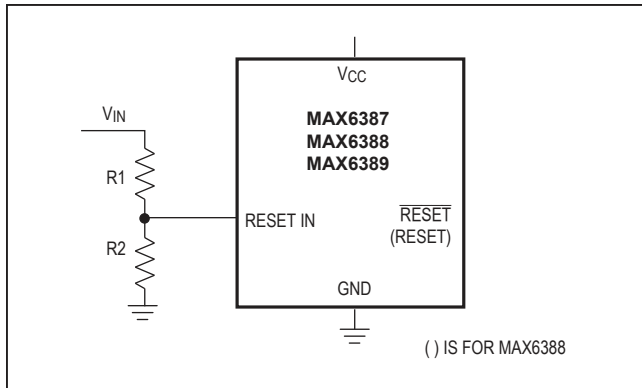 VCC
VIN
MAX6387
MAX6388
MAX6389
R1
RESET IN
RESET
(RESET)
R2
GND
( ) IS FOR MAX6388